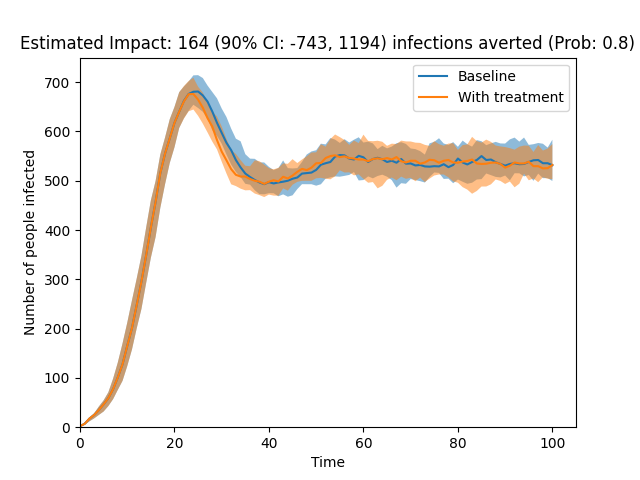 Estimated Impact: 164 (90% CI: -743, 1194) infections averted (Prob: 0.8)
Baseline
With treatment
Number of people infected
700
600
500
400
300
200
100
0
0 20 40 60 80 100
Time